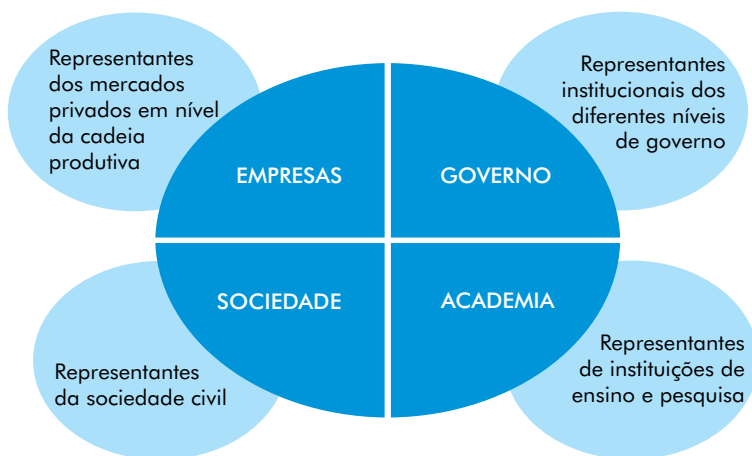 Representantes
dos mercados
privados em nível
da cadeia
produtiva
Representantes
institucionais dos
diferentes níveis
de governo
EMPRESAS
GOVERNO
SOCIEDADE
ACADEMIA
Representantes
da sociedade civil
Representantes
de instituições de
ensino e pesquisa